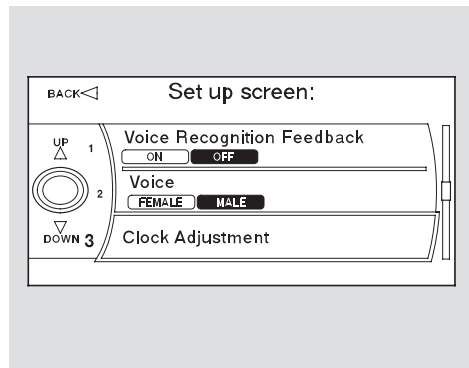 BACK Set up screen:
UP 1 Voice Recognition Feedback
ON OFF
2 Voice
FEMALE MALE
DOWN 3 Clock Adjustment